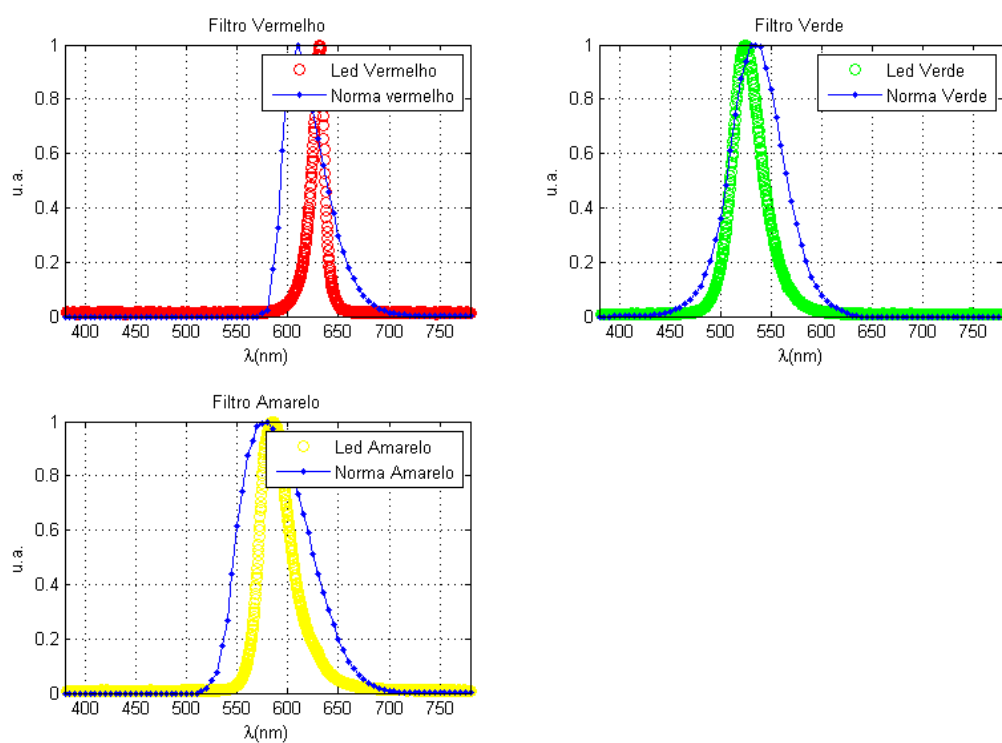 Filtro Vermelho
1
0.8
0.6
0.4
0.2
0
u.a.
Led Vermelho
Norma vermelho
400 450 500 550 600 650 700 750
λ(nm)
Filtro Verde
1
0.8
0.6
0.4
0.2
0
u.a.
Led Verde
Norma Verde
400 450 500 550 600 650 700 750
λ(nm)
Filtro Amarelo
1
0.8
0.6
0.4
0.2
0
u.a.
Led Amarelo
Norma Amarelo
400 450 500 550 600 650 700 750
λ(nm)